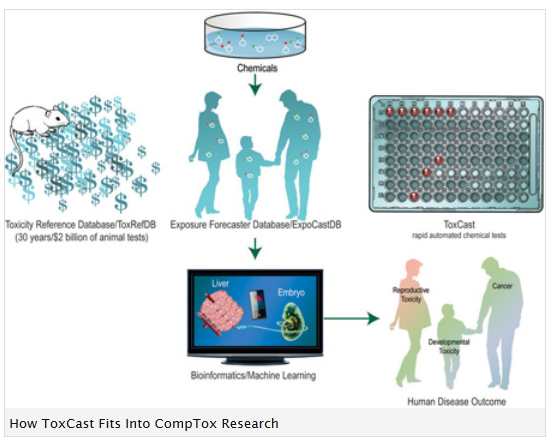 Chemicals
Toxicity Reference Database/ToxRefDB
(30 years/$2 billion of animal tests)
Exposure Forecaster Database/ExpoCastDB
ToxCast
rapid automated chemical tests
Liver
Embryo
Bioinformatics/Machine Learning
Reproductive
Toxicity
Cancer
Developmental
Toxicity
Human Disease Outcome
How ToxCast Fits Into CompTox Research